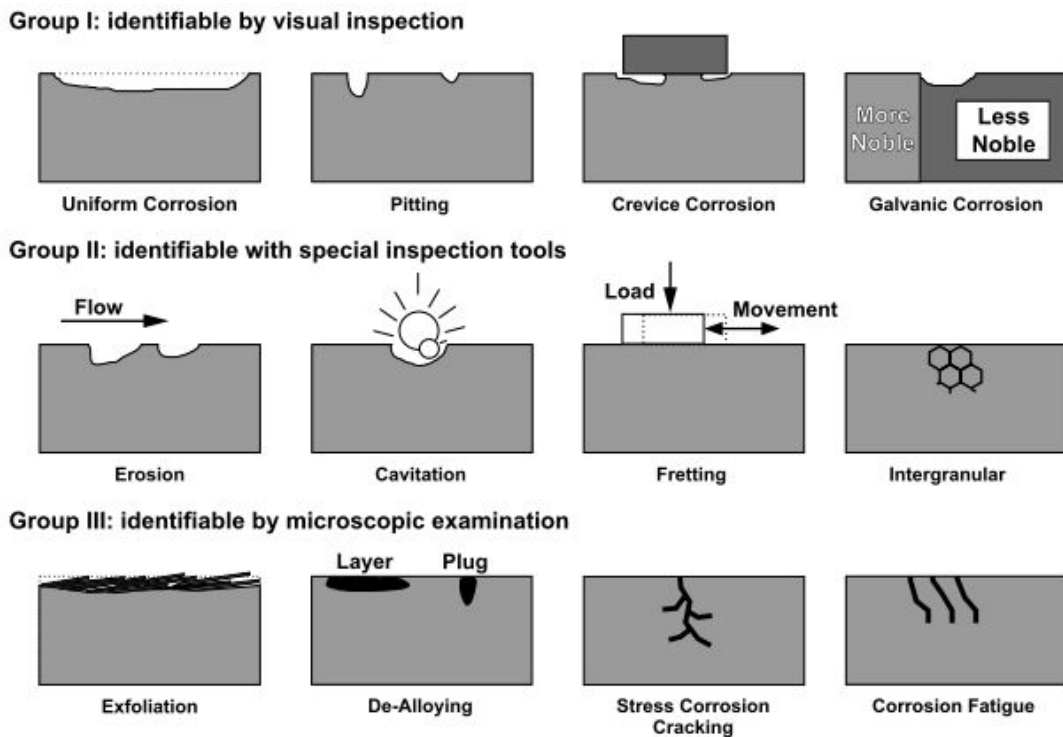 Group I: identifiable by visual inspection
More
Noble
Less
Noble
Uniform Corrosion
Pitting
Crevice Corrosion
Galvanic Corrosion
Group II: identifiable with special inspection tools
Flow
Load
Movement
Erosion
Cavitation
Fretting
Intergranular
Group III: identifiable by microscopic examination
Layer
Plug
Exfoliation
De-Alloying
Stress Corrosion
Cracking
Corrosion Fatigue